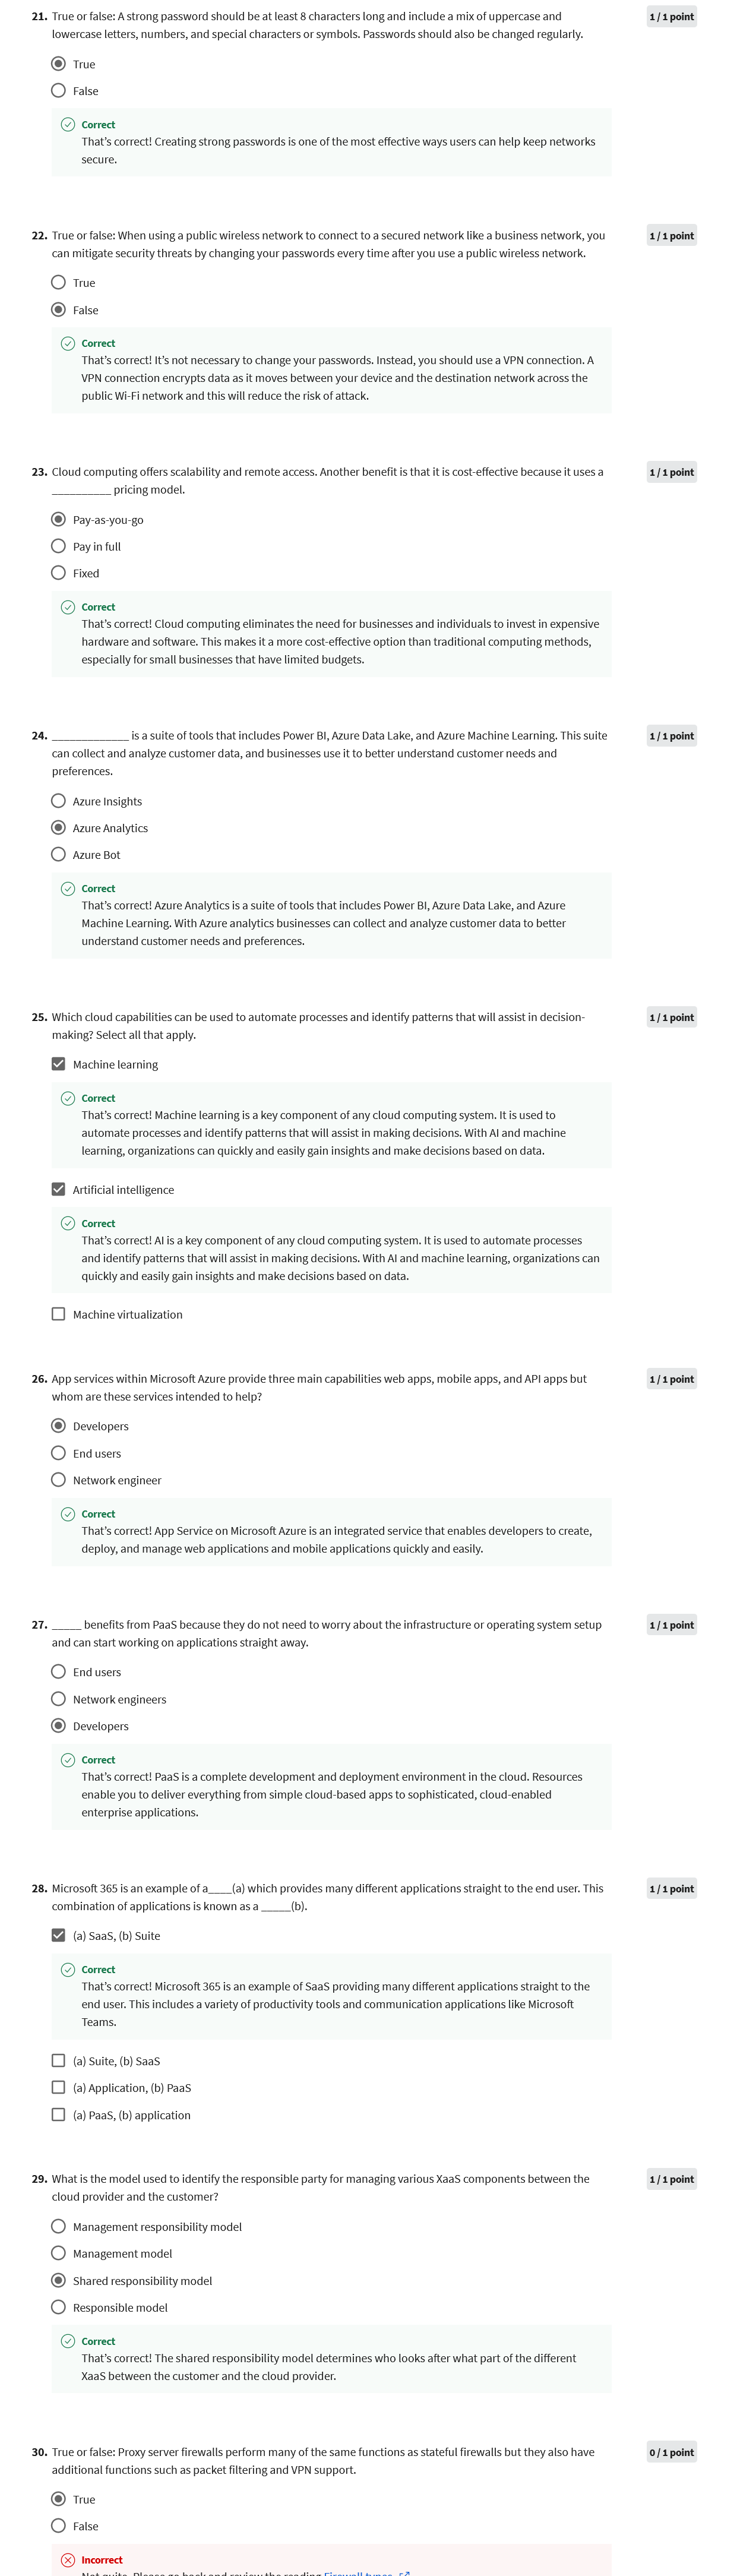 21. True or false: A strong password should be at least 8 characters long and include a mix of uppercase and
lowercase letters, numbers, and special characters or symbols. Passwords should also be changed regularly.
1 / 1 point
True
False
Correct
That's correct! Creating strong passwords is one of the most effective ways users can help keep networks
secure.
22. True or false: When using a public wireless network to connect to a secured network like a business network, you
can mitigate security threats by changing your passwords every time after you use a public wireless network.
1 / 1 point
True
False
Correct
That's correct! It's not necessary to change your passwords. Instead, you should use a VPN connection. A
VPN connection encrypts data as it moves between your device and the destination network across the
public Wi-Fi network and this will reduce the risk of attack.
23. Cloud computing offers scalability and remote access. Another benefit is that it is cost-effective because it uses a
__________ pricing model.
1 / 1 point
Pay-as-you-go
Pay in full
Fixed
Correct
That's correct! Cloud computing eliminates the need for businesses and individuals to invest in expensive
hardware and software. This makes it a more cost-effective option than traditional computing methods,
especially for small businesses that have limited budgets.
24. _____________ is a suite of tools that includes Power BI, Azure Data Lake, and Azure Machine Learning. This suite
can collect and analyze customer data, and businesses use it to better understand customer needs and
preferences.
1 / 1 point
Azure Insights
Azure Analytics
Azure Bot
Correct
That's correct! Azure Analytics is a suite of tools that includes Power BI, Azure Data Lake, and Azure
Machine Learning. With Azure analytics businesses can collect and analyze customer data to better
understand customer needs and preferences.
25. Which cloud capabilities can be used to automate processes and identify patterns that will assist in decision-
making? Select all that apply.
1 / 1 point
Machine learning
Correct
That's correct! Machine learning is a key component of any cloud computing system. It is used to
automate processes and identify patterns that will assist in making decisions. With AI and machine
learning, organizations can quickly and easily gain insights and make decisions based on data.
Artificial intelligence
Correct
That's correct! AI is a key component of any cloud computing system. It is used to automate processes
and identify patterns that will assist in making decisions. With AI and machine learning, organizations can
quickly and easily gain insights and make decisions based on data.
Machine virtualization
26. App services within Microsoft Azure provide three main capabilities web apps, mobile apps, and API apps but
whom are these services intended to help?
1 / 1 point
Developers
End users
Network engineer
Correct
That's correct! App Service on Microsoft Azure is an integrated service that enables developers to create,
deploy, and manage web applications and mobile applications quickly and easily.
27. _____ benefits from PaaS because they do not need to worry about the infrastructure or operating system setup
and can start working on applications straight away.
1 / 1 point
End users
Network engineers
Developers
Correct
That's correct! PaaS is a complete development and deployment environment in the cloud. Resources
enable you to deliver everything from simple cloud-based apps to sophisticated, cloud-enabled
enterprise applications.
28. Microsoft 365 is an example of a____(a) which provides many different applications straight to the end user. This
combination of applications is known as a _____(b).
1 / 1 point
(a) SaaS, (b) Suite
Correct
That's correct! Microsoft 365 is an example of SaaS providing many different applications straight to the
end user. This includes a variety of productivity tools and communication applications like Microsoft
Teams.
(a) Suite, (b) SaaS
(a) Application, (b) PaaS
(a) PaaS, (b) application
29. What is the model used to identify the responsible party for managing various XaaS components between the
cloud provider and the customer?
1 / 1 point
Management responsibility model
Management model
Shared responsibility model
Responsible model
Correct
That's correct! The shared responsibility model determines who looks after what part of the different
XaaS between the customer and the cloud provider.
30. True or false: Proxy server firewalls perform many of the same functions as stateful firewalls but they also have
additional functions such as packet filtering and VPN support.
0 / 1 point
True
False
Incorrect
Not quite. Please go back and review the reading Firewall types.